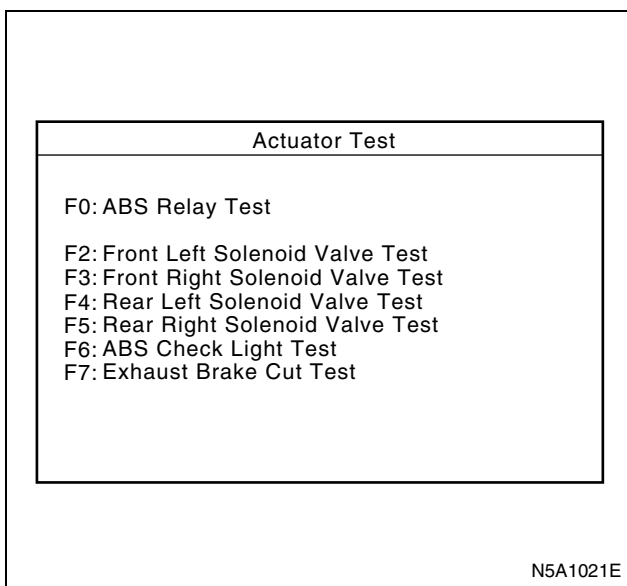 Actuator Test
F0: ABS Relay Test
F2: Front Left Solenoid Valve Test
F3: Front Right Solenoid Valve Test
F4: Rear Left Solenoid Valve Test
F5: Rear Right Solenoid Valve Test
F6: ABS Check Light Test
F7: Exhaust Brake Cut Test
N5A1021E